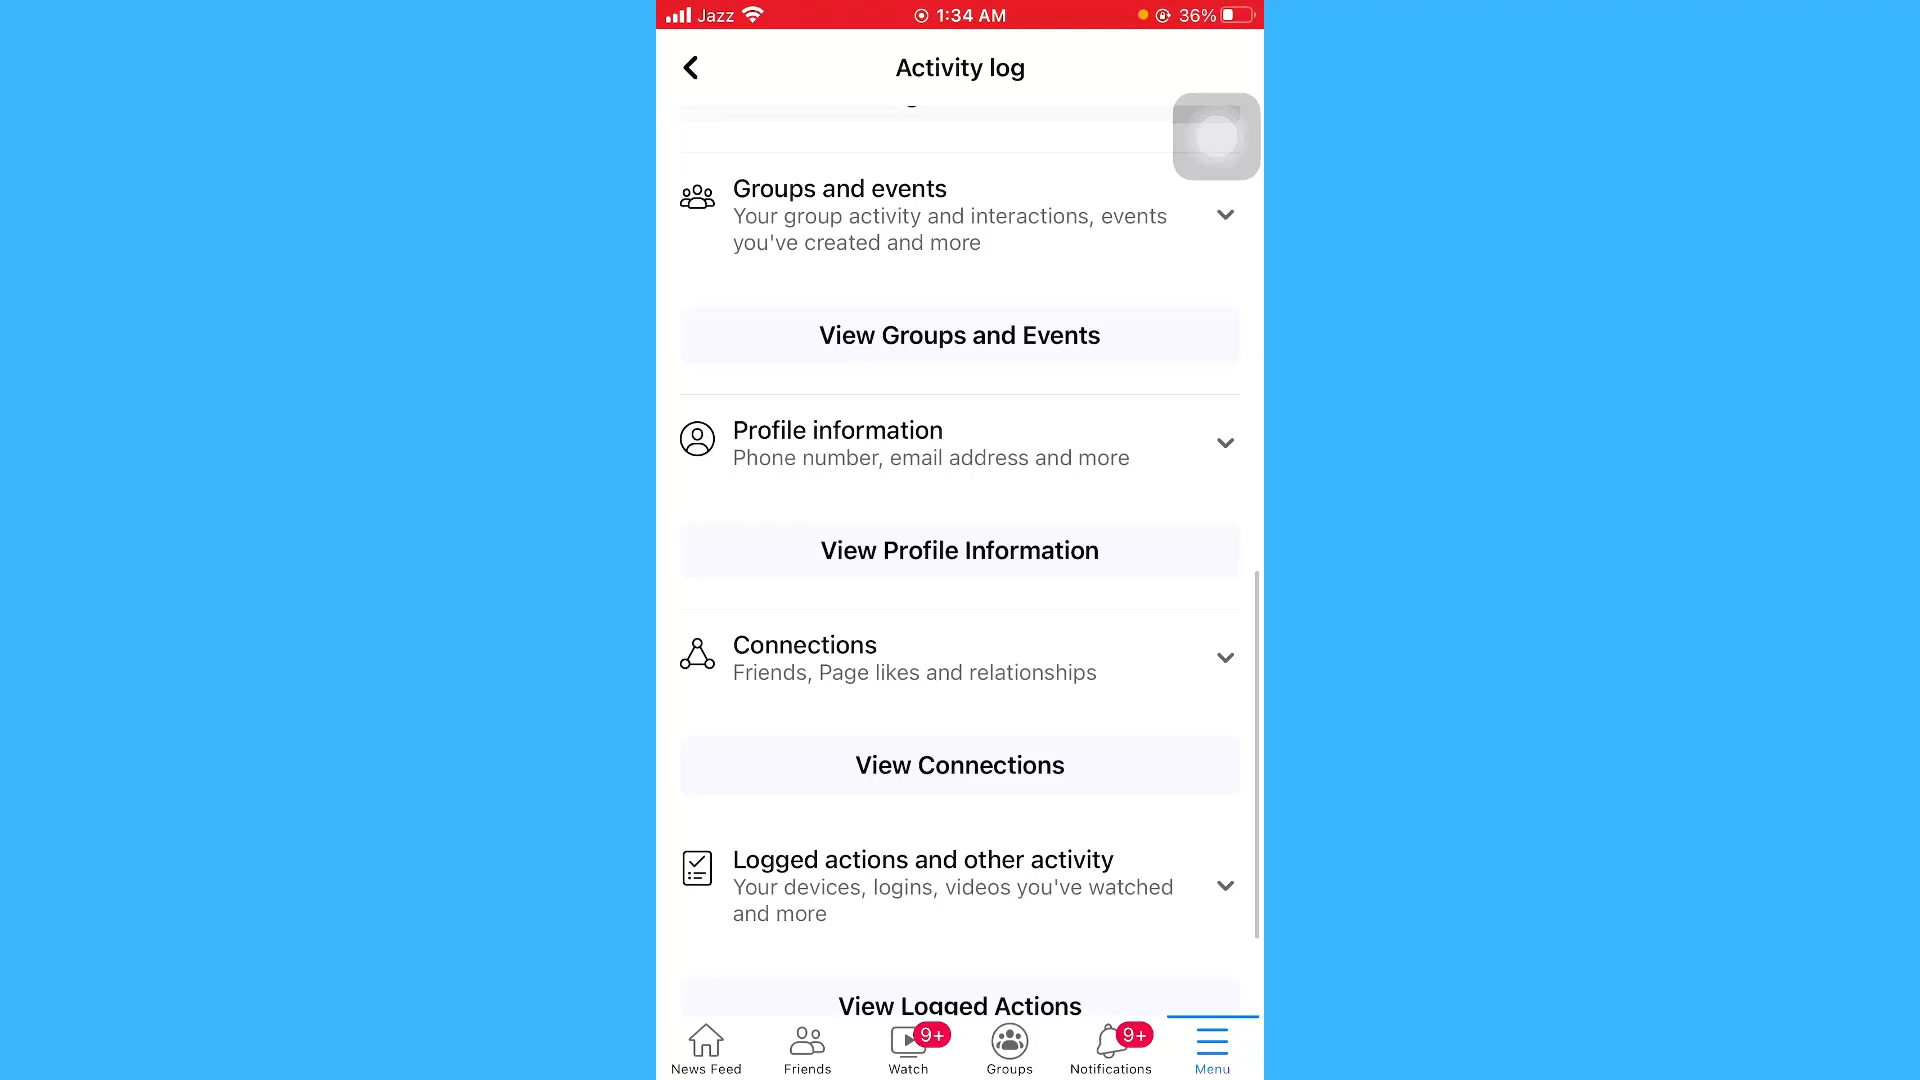 Jazz 1:34 AM 36%
Activity log
Groups and events
Your group activity and interactions, events
you've created and more
View Groups and Events
Profile information
Phone number, email address and more
View Profile Information
Connections
Friends, Page likes and relationships
View Connections
Logged actions and other activity
Your devices, logins, videos you've watched
and more
View Logged Actions
9+ 9+
News Feed Friends Watch Groups Notifications Menu